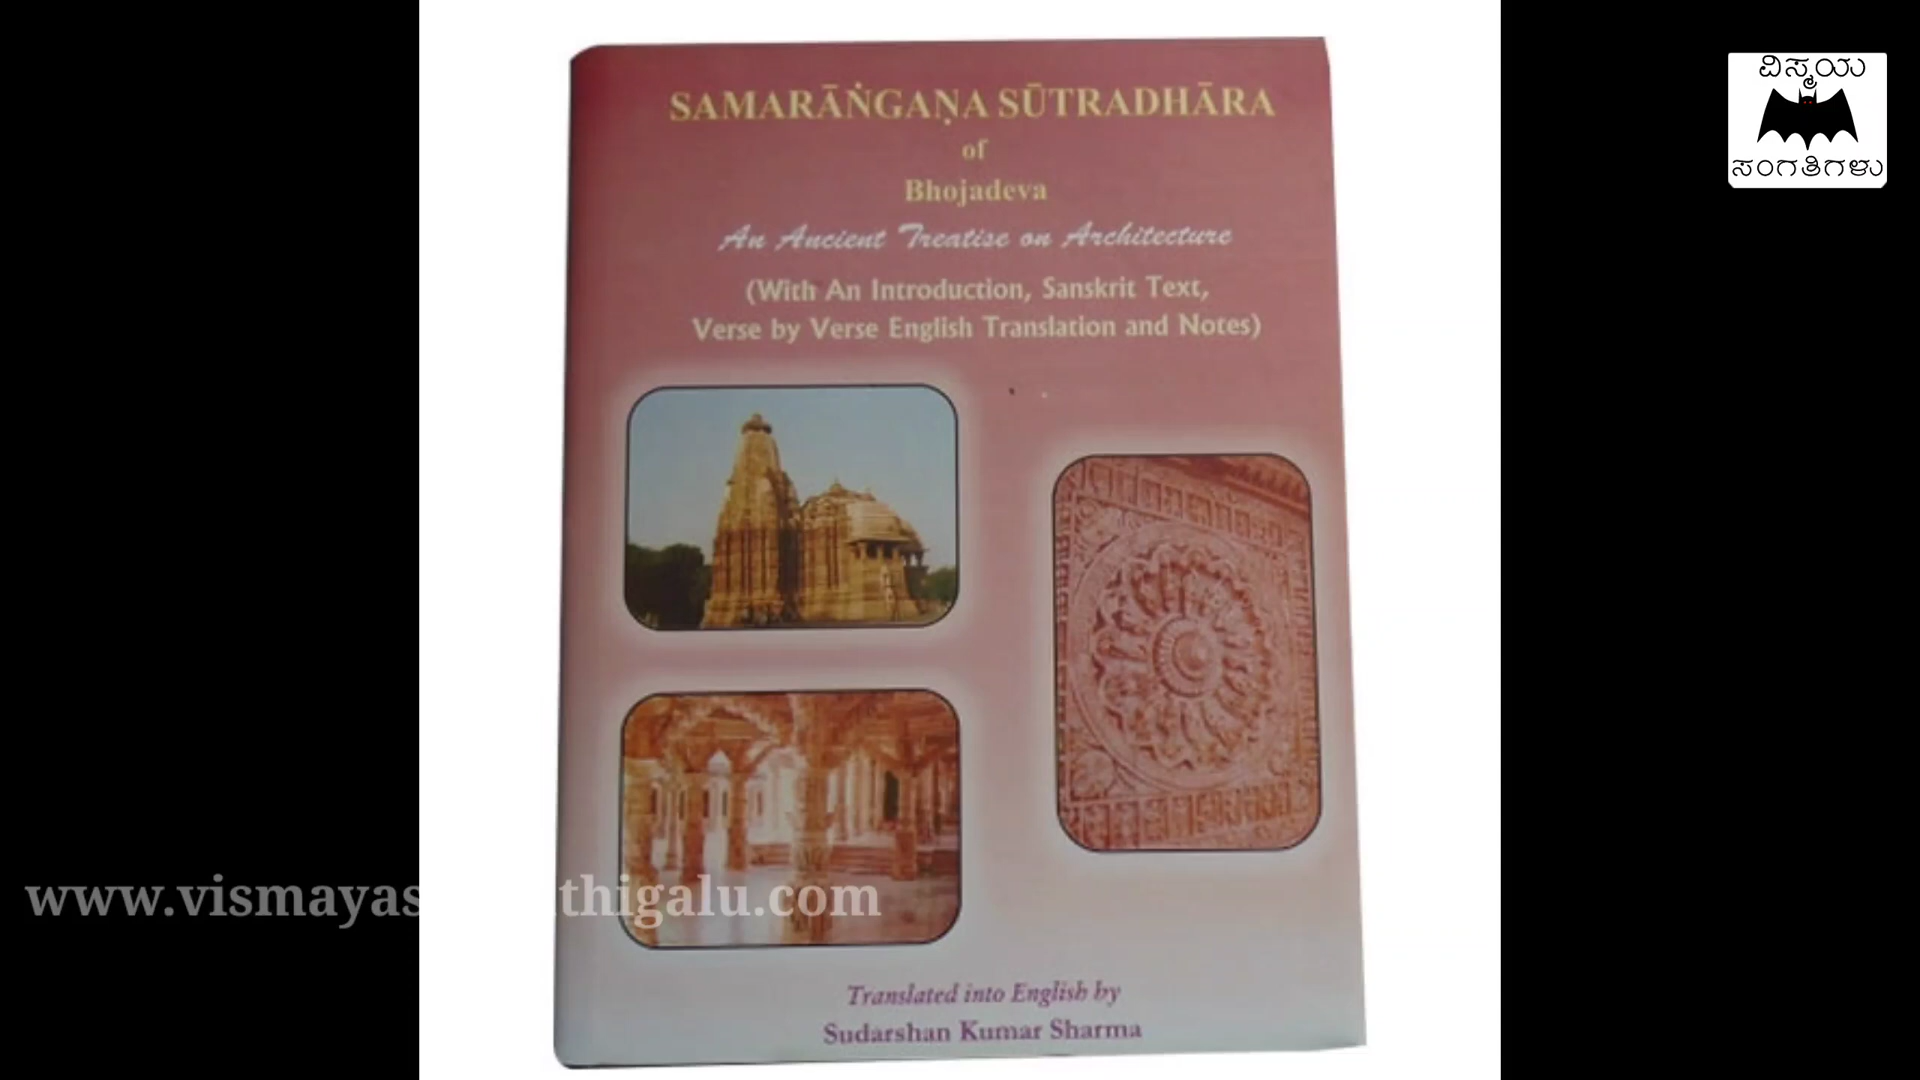 SAMARĀṄGAṆA SŪTRADHĀRA
of
Bhojadeva
An Ancient Treatise on Architecture
(With An Introduction, Sanskrit Text,
Verse by Verse English Translation and Notes)
Translated into English by
Sudarshan Kumar Sharma
ವಿಸ್ಮಯ
ಸಂಗತಿಗಳು